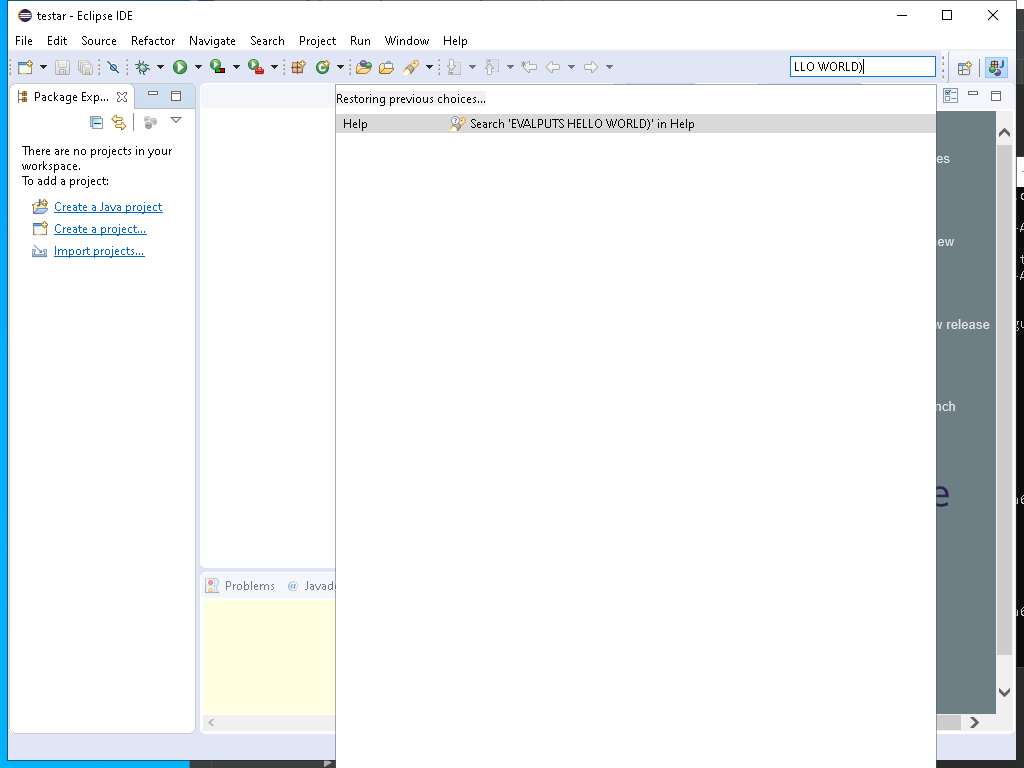 testar - Eclipse IDE
File Edit Source Refactor Navigate Search Project Run Window Help
LLO WORLD)
Package Exp...
Restoring previous choices...
Help Search 'EVALPUTS HELLO WORLD)' in Help
There are no projects in your
workspace.
To add a project:
Create a Java project
Create a project...
Import projects...
es
ew
w release
nch
e
Problems @ Javad